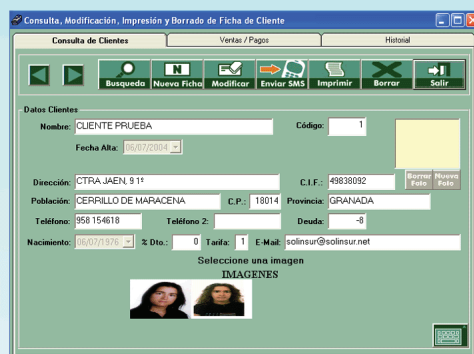 Consulta, Modificación, Impresión y Borrado de Ficha de Cliente
Consulta de Clientes Ventas / Pagos Historial
Busqueda Nueva Ficha Modificar Enviar SMS Imprimir Borrar Salir
Datos Clientes
Nombre: CLIENTE PRUEBA Código: 1
Fecha Alta: 06/07/2004
Borrar Foto Nueva Foto
Dirección: CTRA JAEN, 9 1º C.I.F.: 49838092
Población: CERRILLO DE MARACENA C.P.: 18014 Provincia: GRANADA
Teléfono: 958 154618 Teléfono 2: Deuda: -8
Nacimiento: 06/07/1976 % Dto.: 0 Tarifa: 1 E-Mail: solinsur@solinsur.net
Seleccione una imagen
IMAGENES